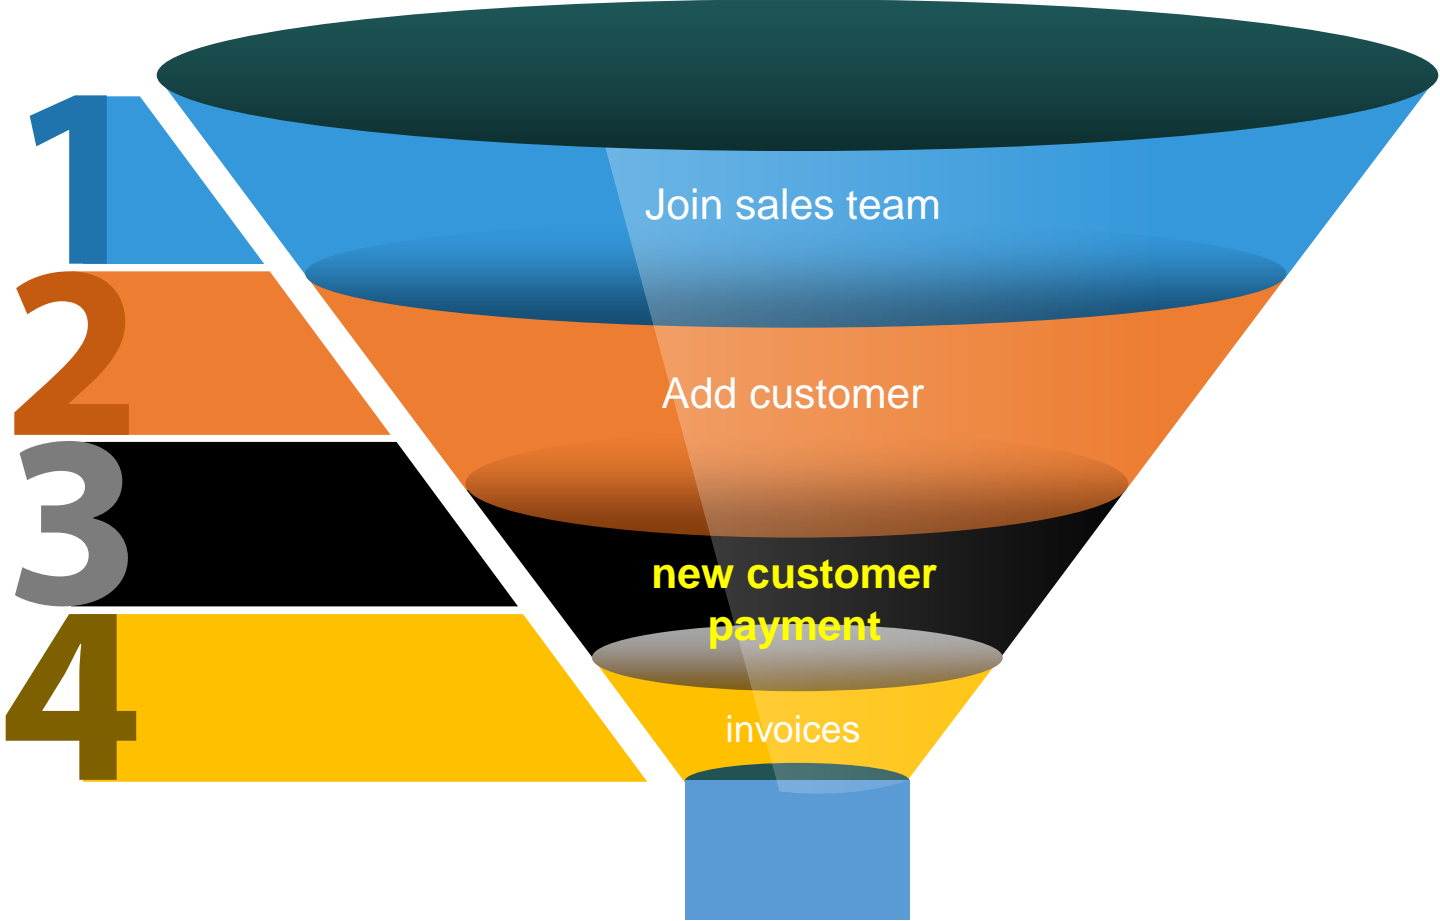 1
Join sales team
2
Add customer
3
new customer
payment
4
invoices